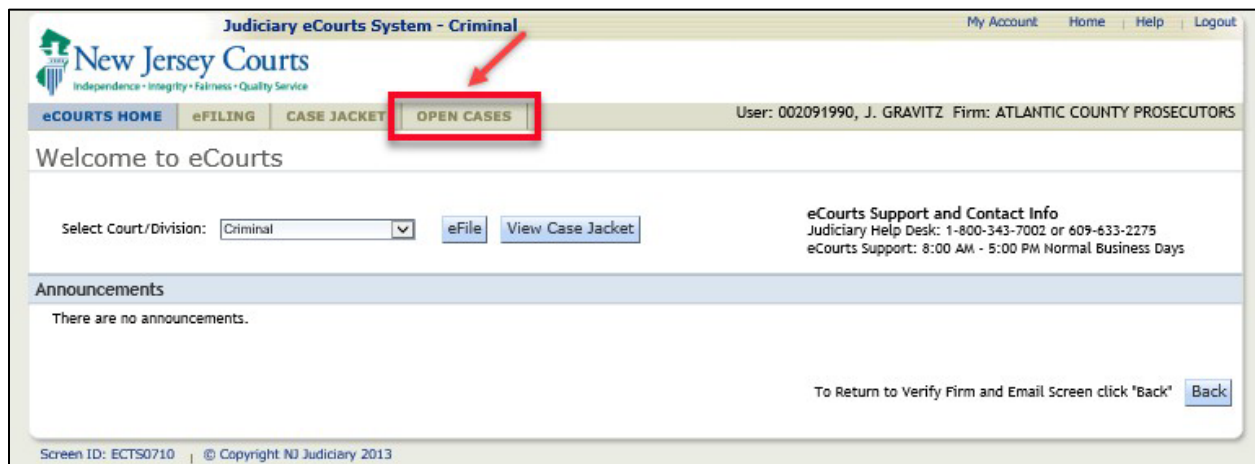 Judiciary eCourts System - Criminal
My Account Home | Help | Logout
New Jersey Courts
Independence • Integrity • Fairness • Quality Service
eCOURTS HOME eFILING CASE JACKET OPEN CASES
User: 002091990, J. GRAVITZ Firm: ATLANTIC COUNTY PROSECUTORS
Welcome to eCourts
Select Court/Division: Criminal eFile View Case Jacket
eCourts Support and Contact Info
Judiciary Help Desk: 1-800-343-7002 or 609-633-2275
eCourts Support: 8:00 AM - 5:00 PM Normal Business Days
Announcements
There are no announcements.
To Return to Verify Firm and Email Screen click "Back" Back
Screen ID: ECTS0710 | © Copyright NJ Judiciary 2013